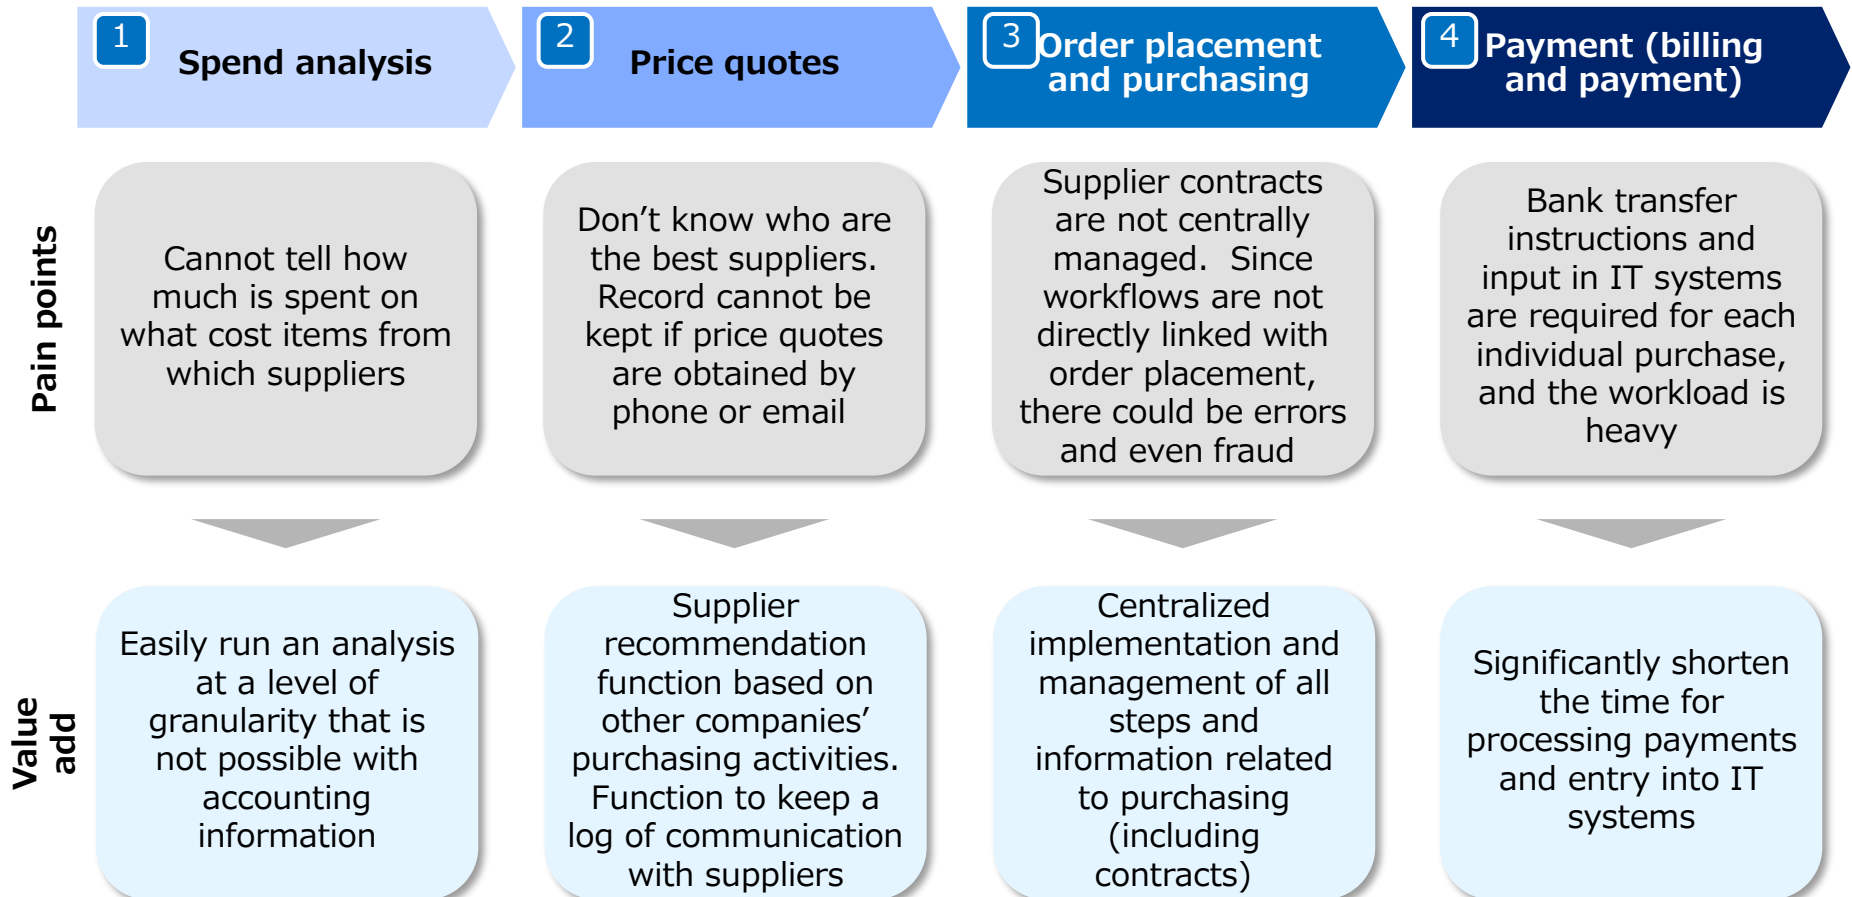 1
Spend analysis
2
Price quotes
3
Order placement
and purchasing
4
Payment (billing
and payment)
Pain points
Cannot tell how
much is spent on
what cost items from
which suppliers
Don’t know who are
the best suppliers.
Record cannot be
kept if price quotes
are obtained by
phone or email
Supplier contracts
are not centrally
managed.  Since
workflows are not
directly linked with
order placement,
there could be errors
and even fraud
Bank transfer
instructions and
input in IT systems
are required for each
individual purchase,
and the workload is
heavy
Value
add
Easily run an analysis
at a level of
granularity that is
not possible with
accounting
information
Supplier
recommendation
function based on
other companies’
purchasing activities.
Function to keep a
log of communication
with suppliers
Centralized
implementation and
management of all
steps and
information related
to purchasing
(including
contracts)
Significantly shorten
the time for
processing payments
and entry into IT
systems